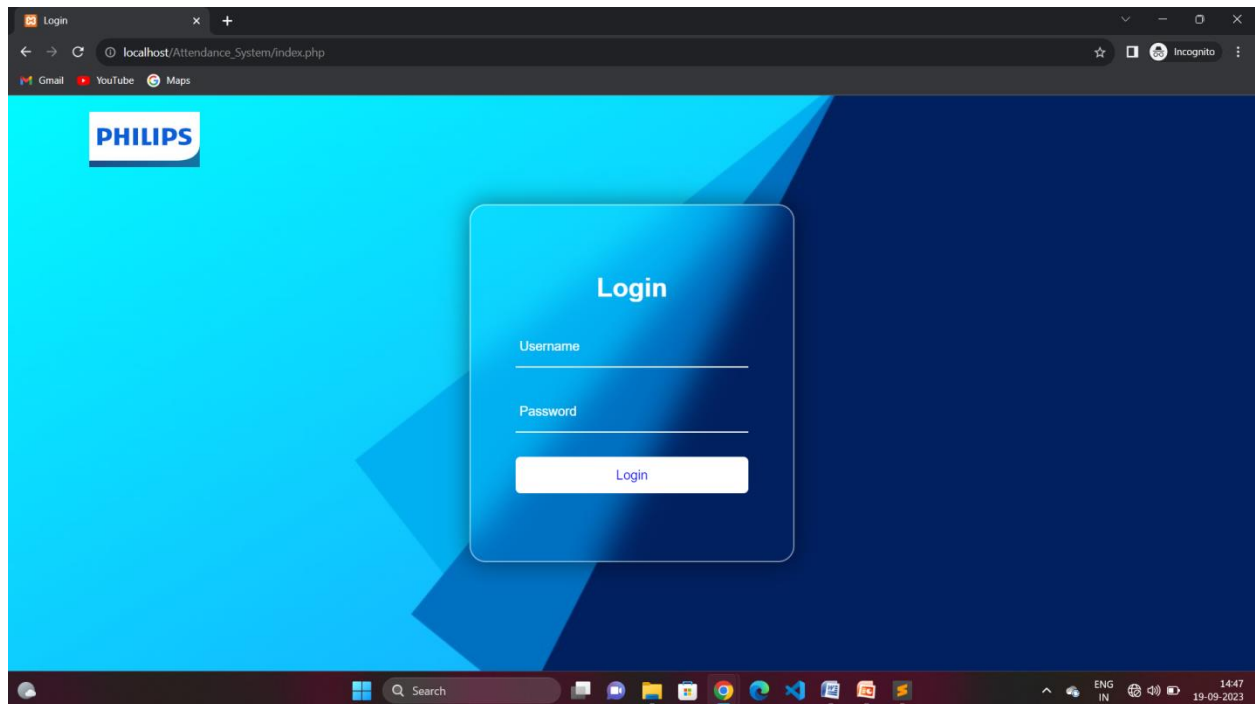 Login
localhost/Attendance_System/index.php
Incognito
Gmail YouTube Maps
PHILIPS
Login
Username
Password
Login
Search
ENG
IN
14:47
19-09-2023